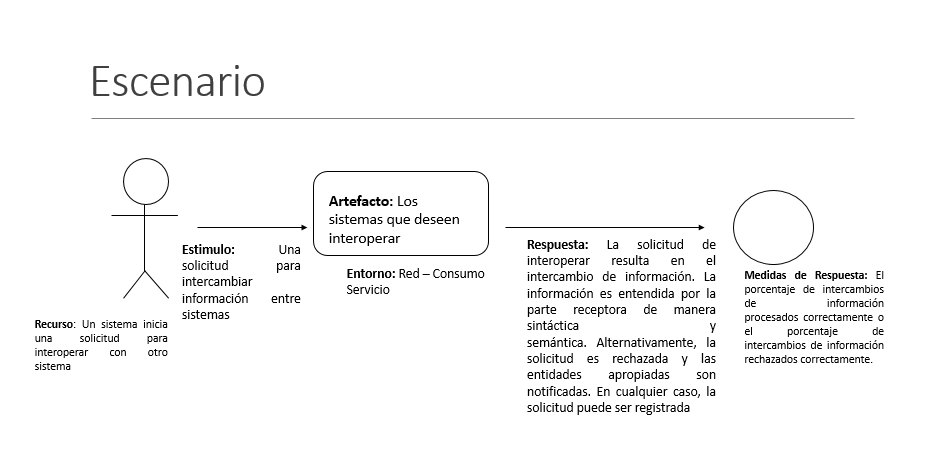 Escenario
Recurso: Un sistema inicia
una solicitud para
interoperar con otro
sistema
Estimulo: Una
solicitud para
intercambiar
información entre
sistemas
Artefacto: Los
sistemas que deseen
interoperar
Entorno: Red – Consumo
Servicio
Respuesta: La solicitud de
interoperar resulta en el
intercambio de información. La
información es entendida por la
parte receptora de manera
sintáctica y
semántica. Alternativamente, la
solicitud es rechazada y las
entidades apropiadas son
notificadas. En cualquier caso, la
solicitud puede ser registrada
Medidas de Respuesta: El
porcentaje de intercambios
de información
procesados correctamente o
el porcentaje de
intercambios de información
rechazados correctamente.